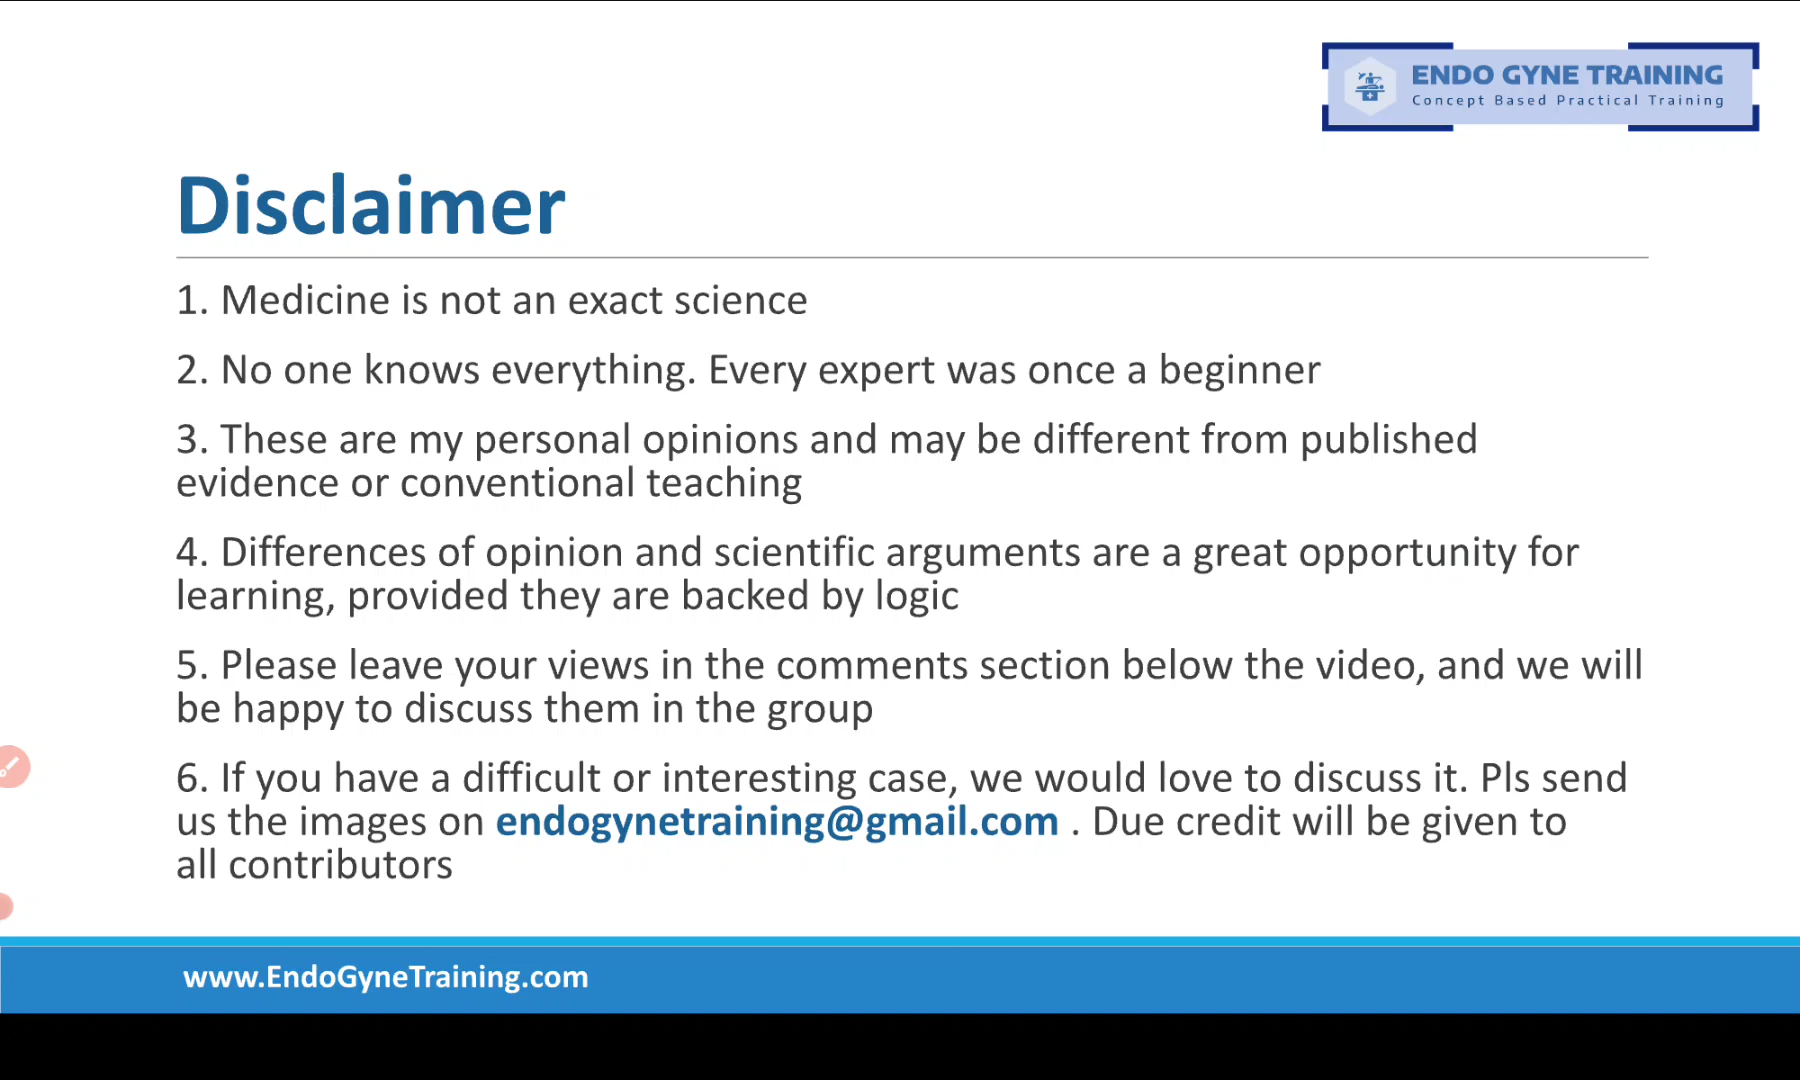 ENDO GYNE TRAINING
Concept Based Practical Training
Disclaimer
1. Medicine is not an exact science
2. No one knows everything. Every expert was once a beginner
3. These are my personal opinions and may be different from published
evidence or conventional teaching
4. Differences of opinion and scientific arguments are a great opportunity for
learning, provided they are backed by logic
5. Please leave your views in the comments section below the video, and we will
be happy to discuss them in the group
6. If you have a difficult or interesting case, we would love to discuss it. Pls send
us the images on endogynetraining@gmail.com . Due credit will be given to
all contributors
www.EndoGyneTraining.com